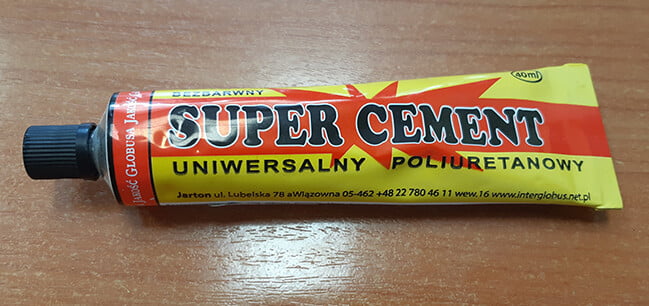 40ml
BEZBARWNY
SUPER CEMENT
UNIWERSALNY POLIURETANOWY
Jarton ul. Lubelska 78 aWiązowna 05-462 +48 22 780 46 11 wew.16 www.interglobus.net.pl
JAKOŚĆ GLOBUSA JAKOŚĆ